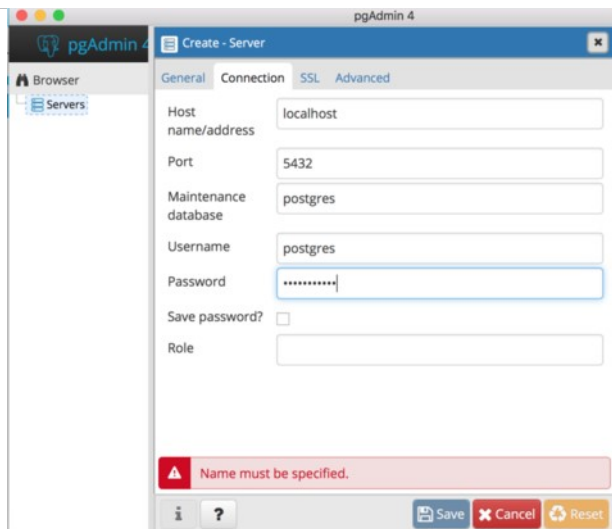 pgAdmin 4
pgAdmin 4
Create - Server
Browser
General Connection SSL Advanced
Servers
Host name/address
localhost
Port
5432
Maintenance database
postgres
Username
postgres
Password
•••••••••••
Save password?
Role
Name must be specified.
i ? Save Cancel Reset